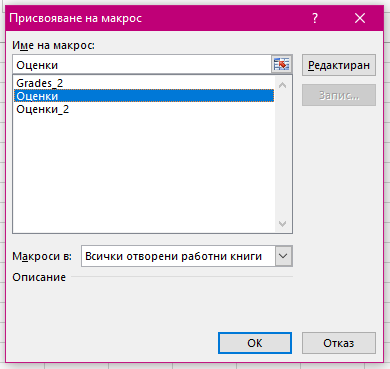 Присвояване на макрос
?
Име на макрос:
Оценки
Редактиран
Grades_2
Запис...
Оценки
Оценки_2
Макроси в:
Всички отворени работни книги
Описание
OK
Отказ